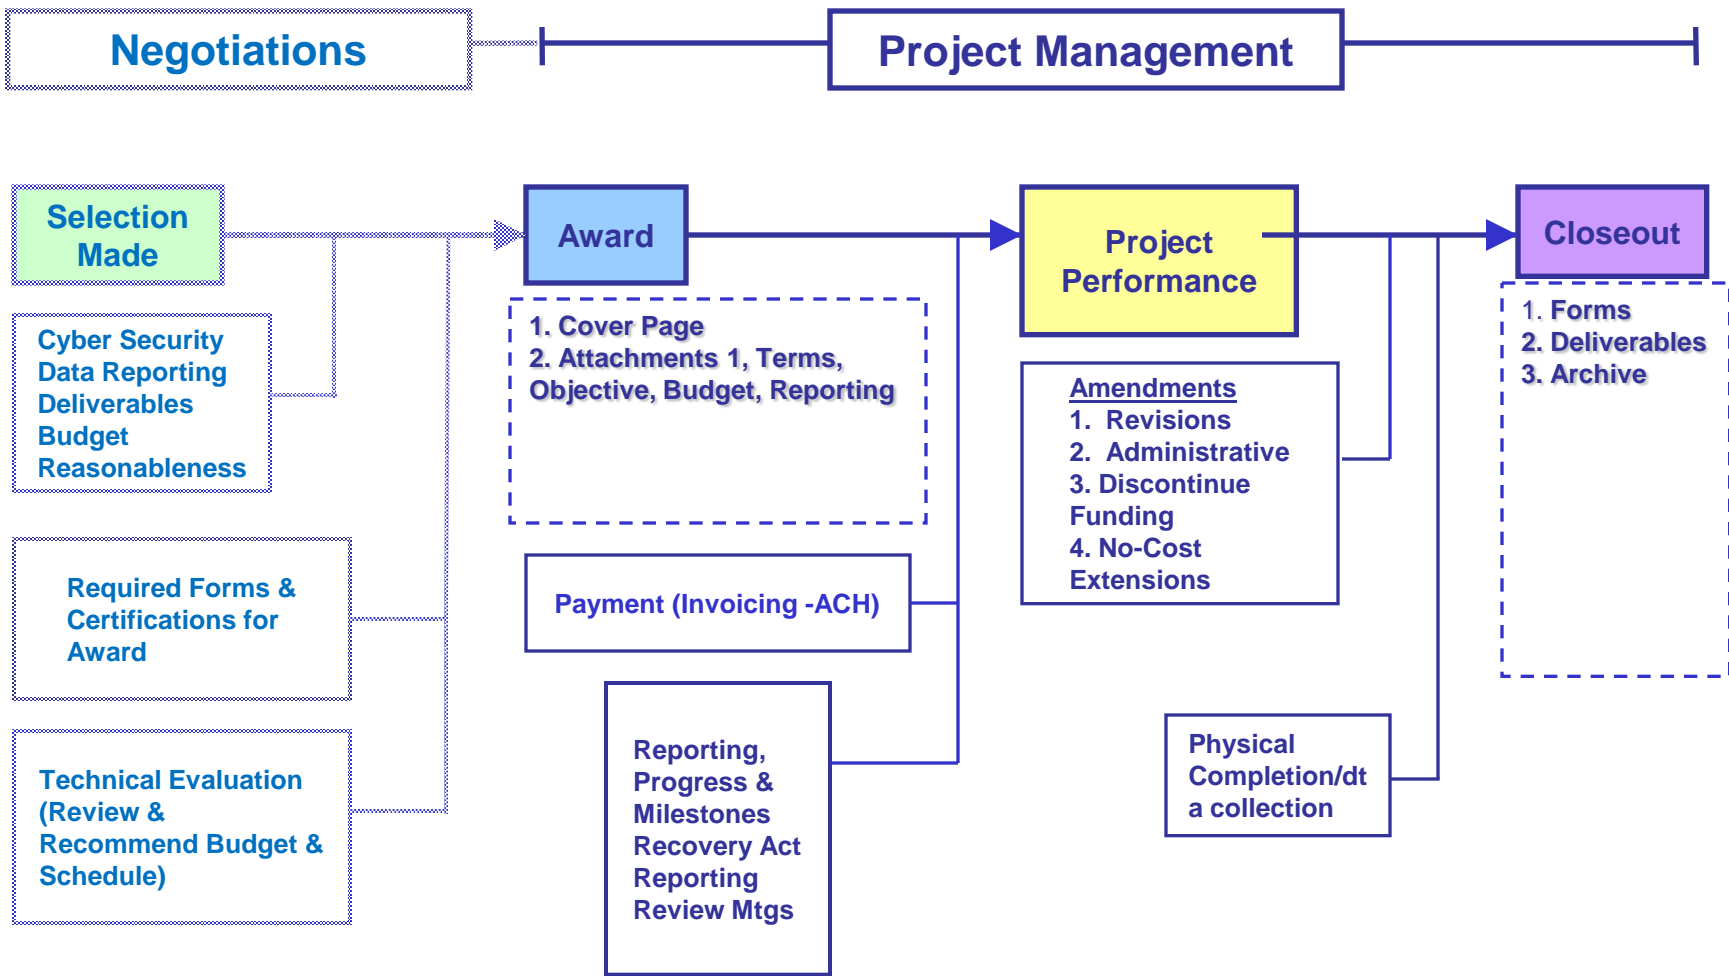 Negotiations
Project Management
Selection
Made
Award
Project
Performance
Closeout
Cyber Security
Data Reporting
Deliverables
Budget
Reasonableness
Required Forms &
Certifications for
Award
Technical Evaluation
(Review &
Recommend Budget &
Schedule)
1. Cover Page
2. Attachments 1, Terms,
Objective, Budget, Reporting
Payment (Invoicing -ACH)
Reporting,
Progress &
Milestones
Recovery Act
Reporting
Review Mtgs
Amendments
1. Revisions
2. Administrative
3. Discontinue
Funding
4. No-Cost
Extensions
Physical
Completion/dt
a collection
1. Forms
2. Deliverables
3. Archive